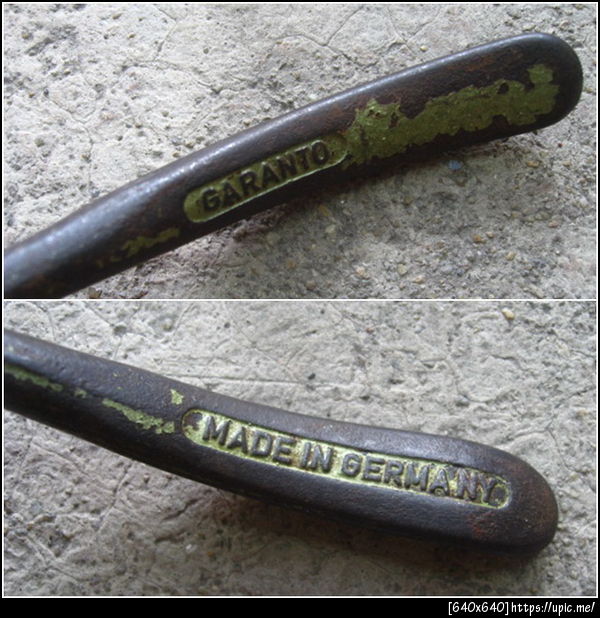 GARANTO
MADE IN GERMANY
[640x640]https://upic.me/